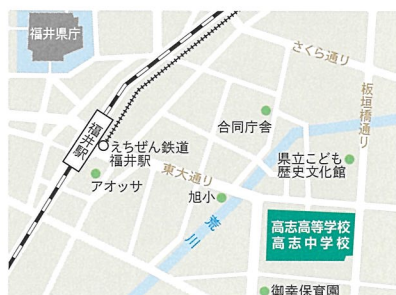 福井県庁
さくら通り
板垣橋通り
福井駅
合同庁舎
えちぜん鉄道
福井駅
県立こども
歴史文化館
アオッサ
東大通り
旭小
荒川
高志高等学校
高志中学校
御幸保育園